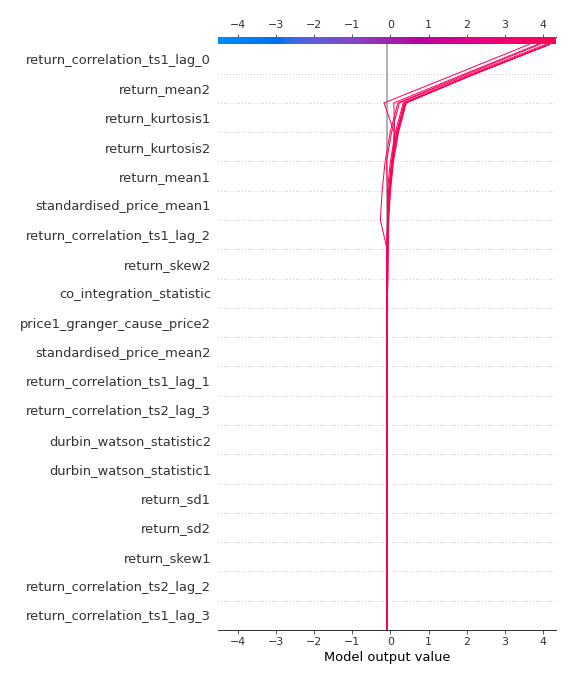 −4 −3 −2 −1 0 1 2 3 4
return_correlation_ts1_lag_0
return_mean2
return_kurtosis1
return_kurtosis2
return_mean1
standardised_price_mean1
return_correlation_ts1_lag_2
return_skew2
co_integration_statistic
price1_granger_cause_price2
standardised_price_mean2
return_correlation_ts1_lag_1
return_correlation_ts2_lag_3
durbin_watson_statistic2
durbin_watson_statistic1
return_sd1
return_sd2
return_skew1
return_correlation_ts2_lag_2
return_correlation_ts1_lag_3
−4 −3 −2 −1 0 1 2 3 4
Model output value